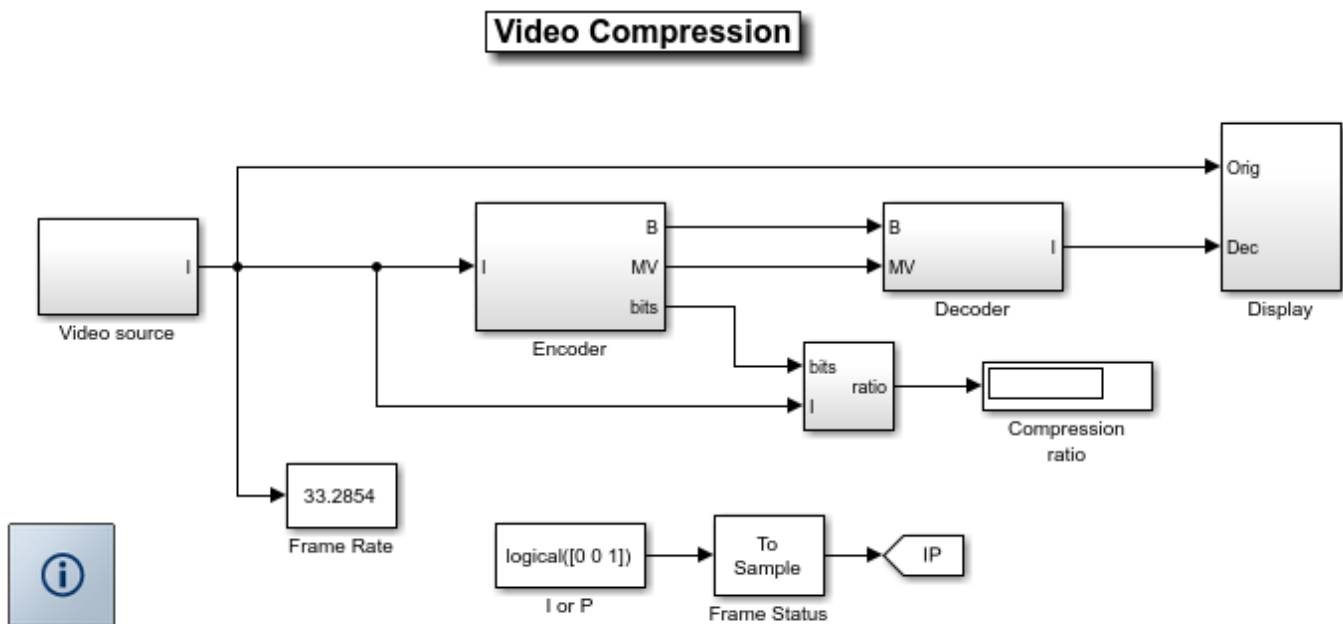 Video Compression
Orig
Dec
Display
I
Video source
I
B
MV
bits
Encoder
B
MV
I
Decoder
bits
I
ratio
Compression
ratio
33.2854
Frame Rate
logical([0 0 1])
I or P
To
Sample
Frame Status
IP
i